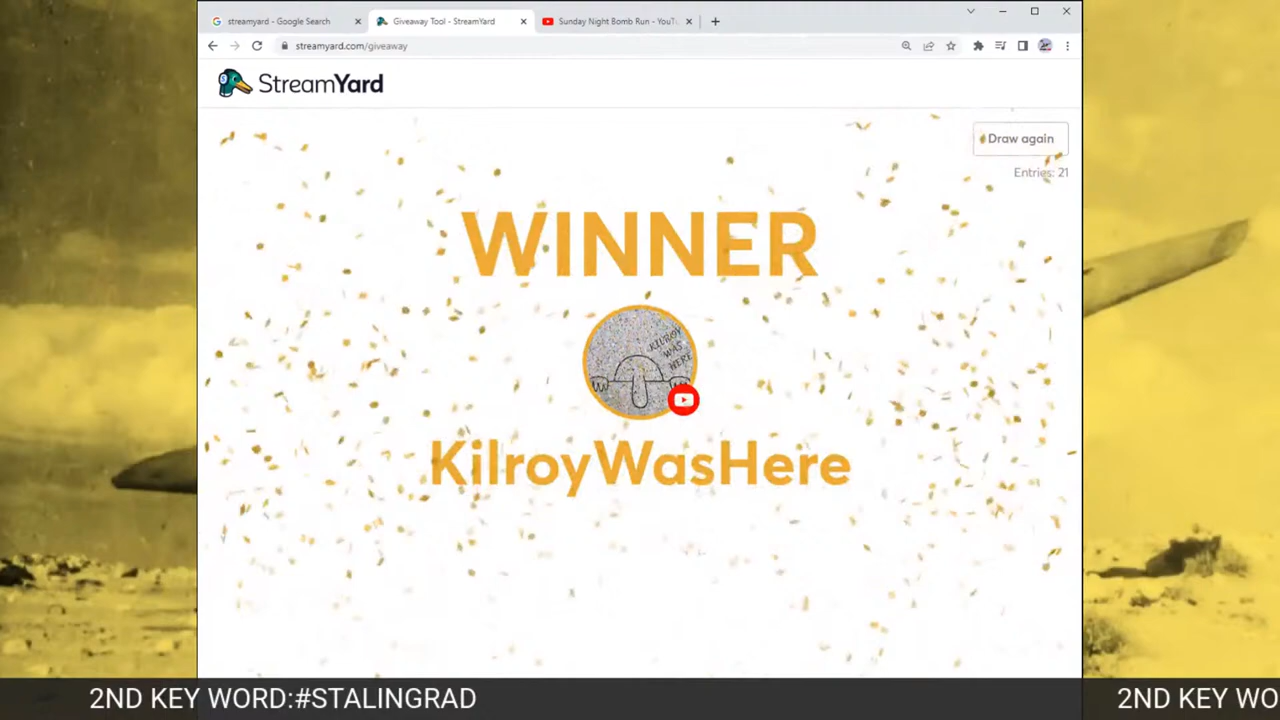 streamyard - Google Search
Giveaway Tool - StreamYard
Sunday Night Bomb Run - YouTu
streamyard.com/giveaway
StreamYard
Draw again
Entries: 21
WINNER
KILROY
WAS
HERE
KilroyWasHere
2ND KEY WORD:#STALINGRAD
2ND KEY WO